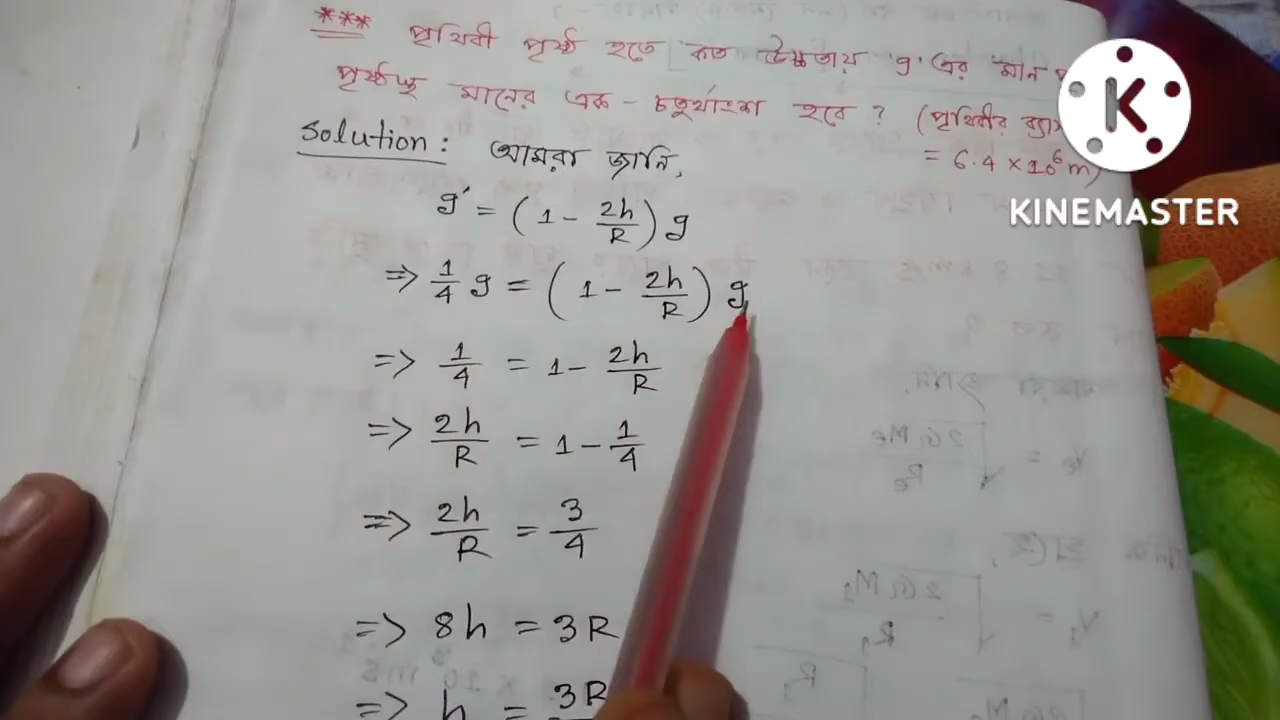 *** পৃথিবী পৃষ্ঠ হতে কত উচ্চতায় 'g' এর মান
পৃষ্ঠস্থ মানের এক - চতুর্থাংশ হবে ? (পৃথিবীর
= 6.4 × 10⁶ m)
Solution : আমরা জানি,
g' = (1 - 2h/R) g
=> 1/4 g = (1 - 2h/R) g
=> 1/4 = 1 - 2h/R
=> 2h/R = 1 - 1/4
=> 2h/R = 3/4
=> 8h = 3R
=> h = 3R
K
KINEMASTER